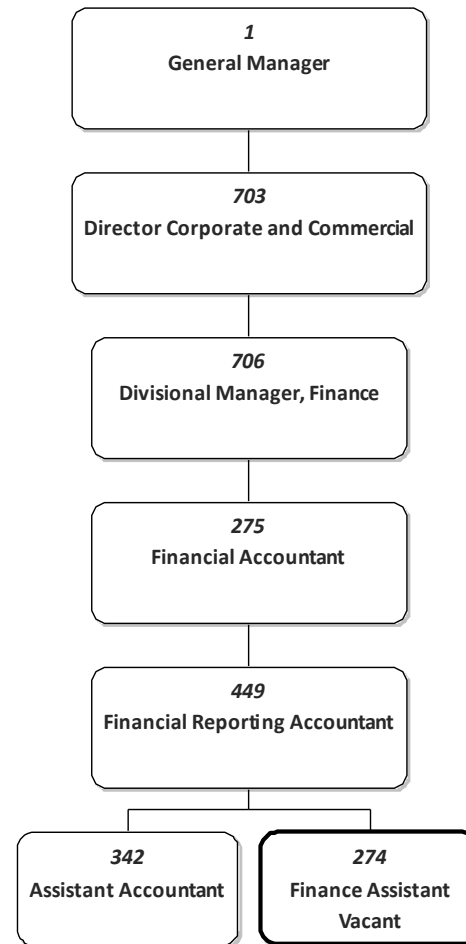 1
General Manager
703
Director Corporate and Commercial
706
Divisional Manager, Finance
275
Financial Accountant
449
Financial Reporting Accountant
342
Assistant Accountant
274
Finance Assistant
Vacant